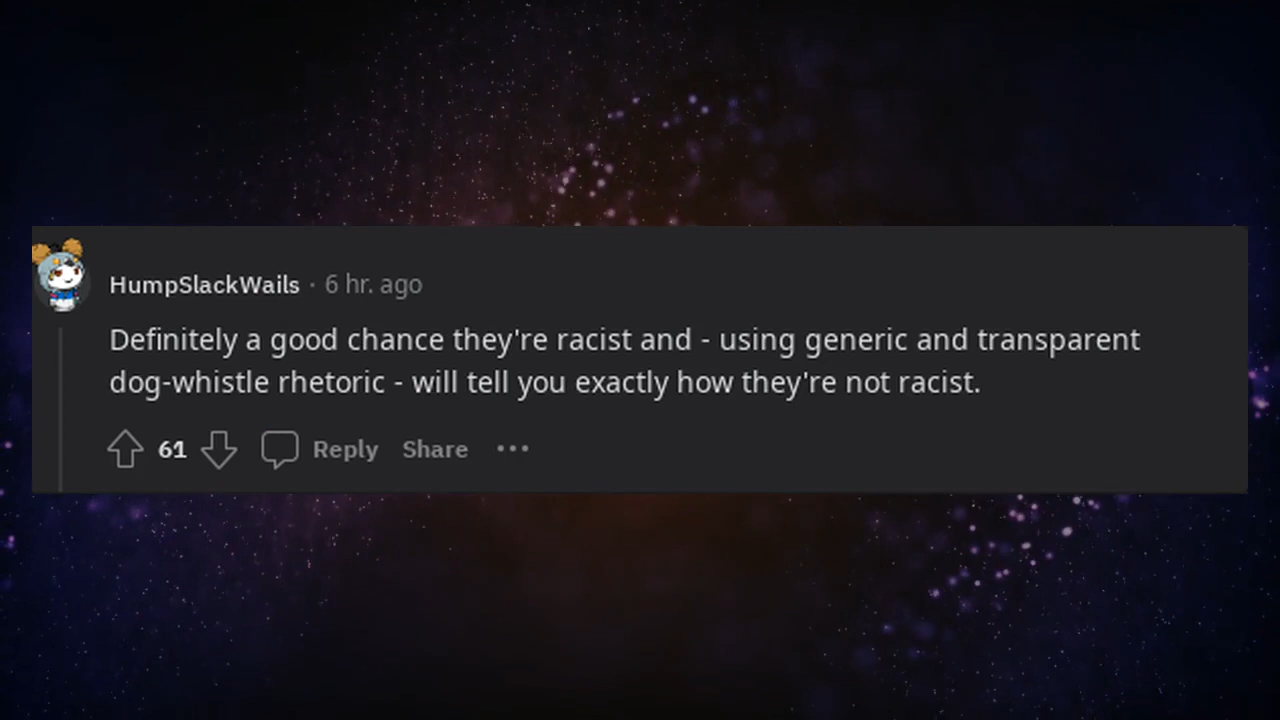 HumpSlackWails · 6 hr. ago
Definitely a good chance they're racist and - using generic and transparent
dog-whistle rhetoric - will tell you exactly how they're not racist.
61 Reply Share •••